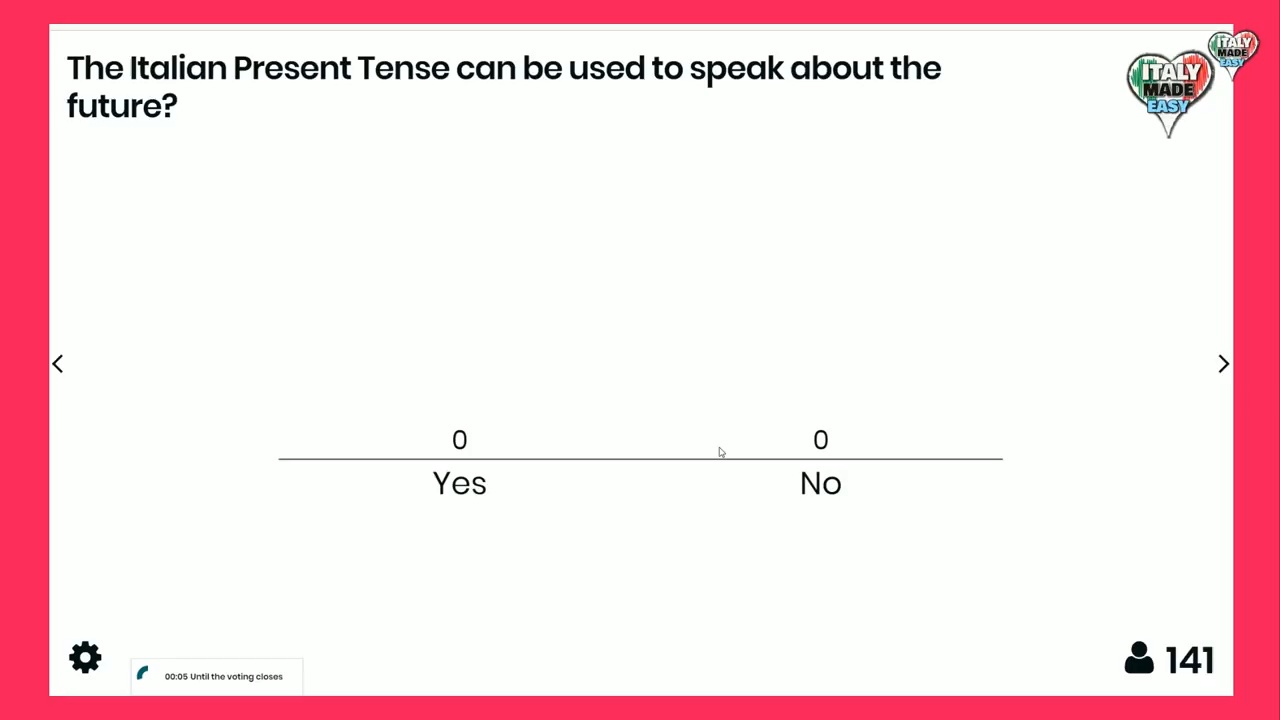 The Italian Present Tense can be used to speak about the
future?
ITALY
MADE
EASY
ITALY
MADE
EASY
0
0
Yes
No
00:05 Until the voting closes
141